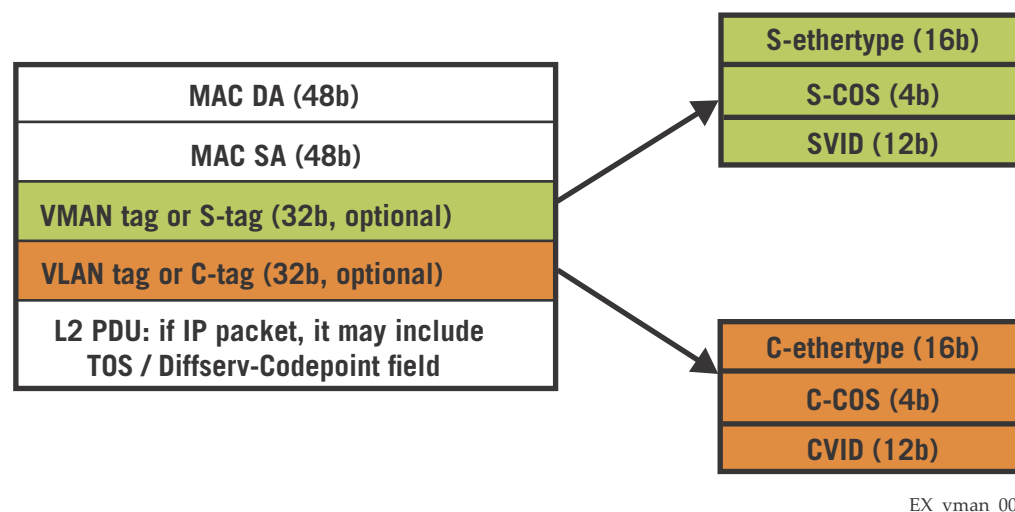 MAC DA (48b)
MAC SA (48b)
VMAN tag or S-tag (32b, optional)
VLAN tag or C-tag (32b, optional)
L2 PDU: if IP packet, it may include
TOS / Diffserv-Codepoint field
S-ethertype (16b)
S-COS (4b)
SVID (12b)
C-ethertype (16b)
C-COS (4b)
CVID (12b)
EX_vman_00